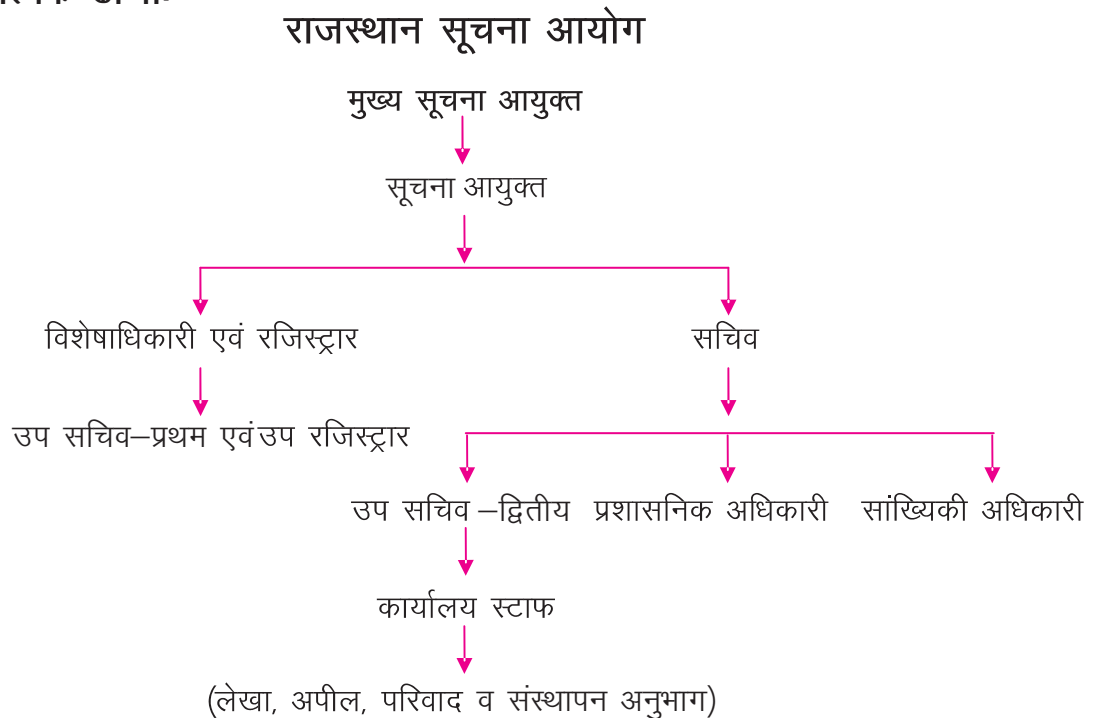 राजस्थान सूचना आयोग
मुख्य सूचना आयुक्त
सूचना आयुक्त
विशेषाधिकारी एवं रजिस्ट्रार
सचिव
उप सचिव–प्रथम एवं उप रजिस्ट्रार
उप सचिव –द्वितीय
प्रशासनिक अधिकारी
सांख्यिकी अधिकारी
कार्यालय स्टाफ
(लेखा, अपील, परिवाद व संस्थापन अनुभाग)